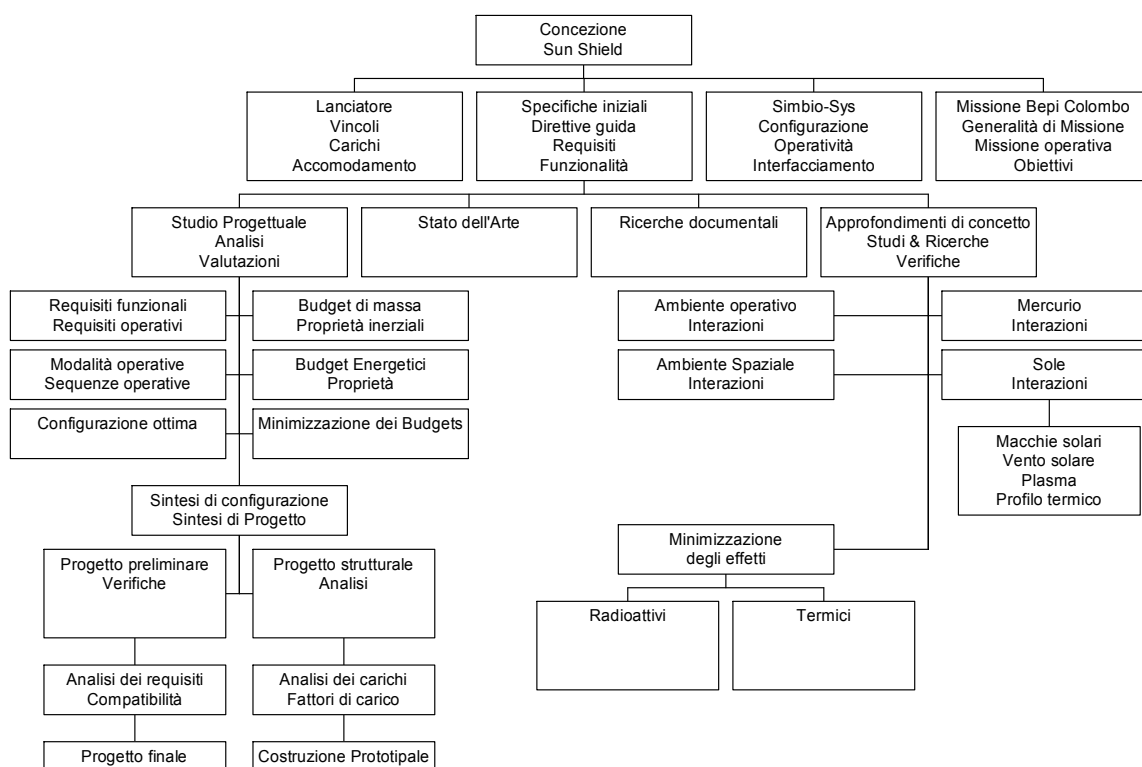 Concezione
Sun Shield
Lanciatore
Vincoli
Carichi
Accomodamento
Specifiche iniziali
Direttive guida
Requisiti
Funzionalità
Simbio-Sys
Configurazione
Operatività
Interfacciamento
Missione Bepi Colombo
Generalità di Missione
Missione operativa
Obiettivi
Studio Progettuale
Analisi
Valutazioni
Stato dell'Arte
Ricerche documentali
Approfondimenti di concetto
Studi & Ricerche
Verifiche
Requisiti funzionali
Requisiti operativi
Budget di massa
Proprietà inerziali
Ambiente operativo
Interazioni
Mercurio
Interazioni
Modalità operative
Sequenze operative
Budget Energetici
Proprietà
Ambiente Spaziale
Interazioni
Sole
Interazioni
Configurazione ottima
Minimizzazione dei Budgets
Macchie solari
Vento solare
Plasma
Profilo termico
Sintesi di configurazione
Sintesi di Progetto
Minimizzazione
degli effetti
Progetto preliminare
Verifiche
Progetto strutturale
Analisi
Radioattivi
Termici
Analisi dei requisiti
Compatibilità
Analisi dei carichi
Fattori di carico
Progetto finale
Costruzione Prototipale